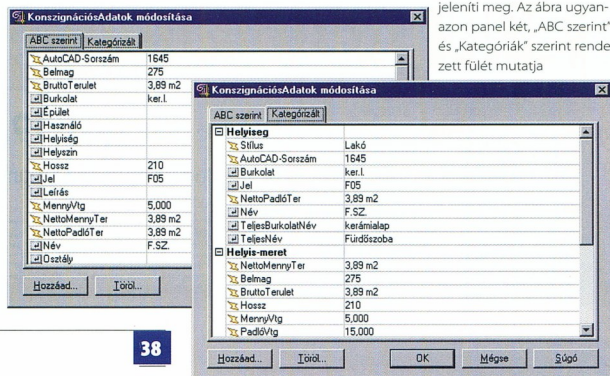 jeleníti meg. Az ábra ugyan-
azon panel két, „ABC szerint”
és „Kategóriák” szerint rende
zett fülét mutatja
KonszignációsAdatok módosítása
ABC szerint Kategórizált
AutoCAD-Sorszám 1645
Belmag 275
BruttoTerulet 3,89 m2
Burkolat ker.l.
Épület
Használó
Helyiség
Helyszin
Hossz 210
Jel F05
Leírás
MennyVtg 5,000
NettoMennyTer 3,89 m2
NettoPadlóTer 3,89 m2
Név F.SZ.
Osztály
Hozzáad... Töröl...
KonszignációsAdatok módosítása
ABC szerint Kategórizált
Helyiseg
Stílus Lakó
AutoCAD-Sorszám 1645
Burkolat ker.l.
Jel F05
NettoPadlóTer 3,89 m2
Név F.SZ.
TeljesBurkolatNév kerámialap
TeljesNév Fürdőszoba
Helyis-meret
NettoMennyTer 3,89 m2
Belmag 275
BruttoTerulet 3,89 m2
Hossz 210
MennyVtg 5,000
PadlóVtg 15,000
Hozzáad... Töröl... OK Mégse Súgó
38